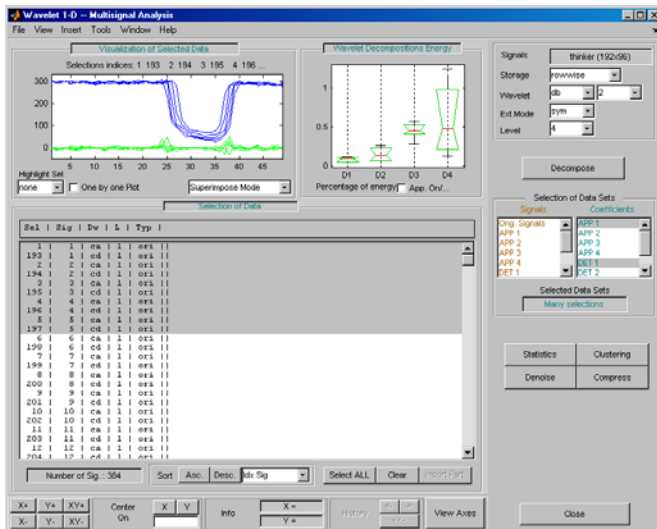 Wavelet 1-D -- Multisignal Analysis
File View Insert Tools Window Help
Visualization of Selected Data
Selections indices: 1 193 2 194 3 195 4 196 ...
300
200
100
0
5 10 15 20 25 30 35 40 45
Highlight Sel
none
One by one Plot
Superimpose Mode
Wavelet Decompositions Energy
1
0.5
0
D1 D2 D3 D4
Percentage of energy
App. On/...
Signals thinker (192x96)
Storage rowwise
Wavelet db 2
Ext.Mode sym
Level 4
Decompose
Selection of Data Sets
Signals Coefficients
Orig. Signals APP 1
APP 1 APP 2
APP 2 APP 3
APP 3 APP 4
APP 4 DET 1
DET 1 DET 2
Selected Data Sets
Many selections
Statistics Clustering
Denoise Compress
Selection of Data
Sel | Sig | Dw | L | Typ |
1 | 1 | ca | 1 | ori ||
193 | 1 | cd | 1 | ori ||
2 | 2 | ca | 1 | ori ||
194 | 2 | cd | 1 | ori ||
3 | 3 | ca | 1 | ori ||
195 | 3 | cd | 1 | ori ||
4 | 4 | ca | 1 | ori ||
196 | 4 | cd | 1 | ori ||
5 | 5 | ca | 1 | ori ||
197 | 5 | cd | 1 | ori ||
6 | 6 | ca | 1 | ori ||
198 | 6 | cd | 1 | ori ||
7 | 7 | ca | 1 | ori ||
199 | 7 | cd | 1 | ori ||
8 | 8 | ca | 1 | ori ||
200 | 8 | cd | 1 | ori ||
9 | 9 | ca | 1 | ori ||
201 | 9 | cd | 1 | ori ||
10 | 10 | ca | 1 | ori ||
202 | 10 | cd | 1 | ori ||
11 | 11 | ca | 1 | ori ||
203 | 11 | cd | 1 | ori ||
12 | 12 | ca | 1 | ori ||
204 | 12 | cd | 1 | ori ||
Number of Sig. : 384
Sort Asc. Desc. Idx Sig
Select ALL Clear Import Part.
X+ Y+ XY+
X- Y- XY-
Center On
X Y
Info
X =
Y =
History
View Axes
Close